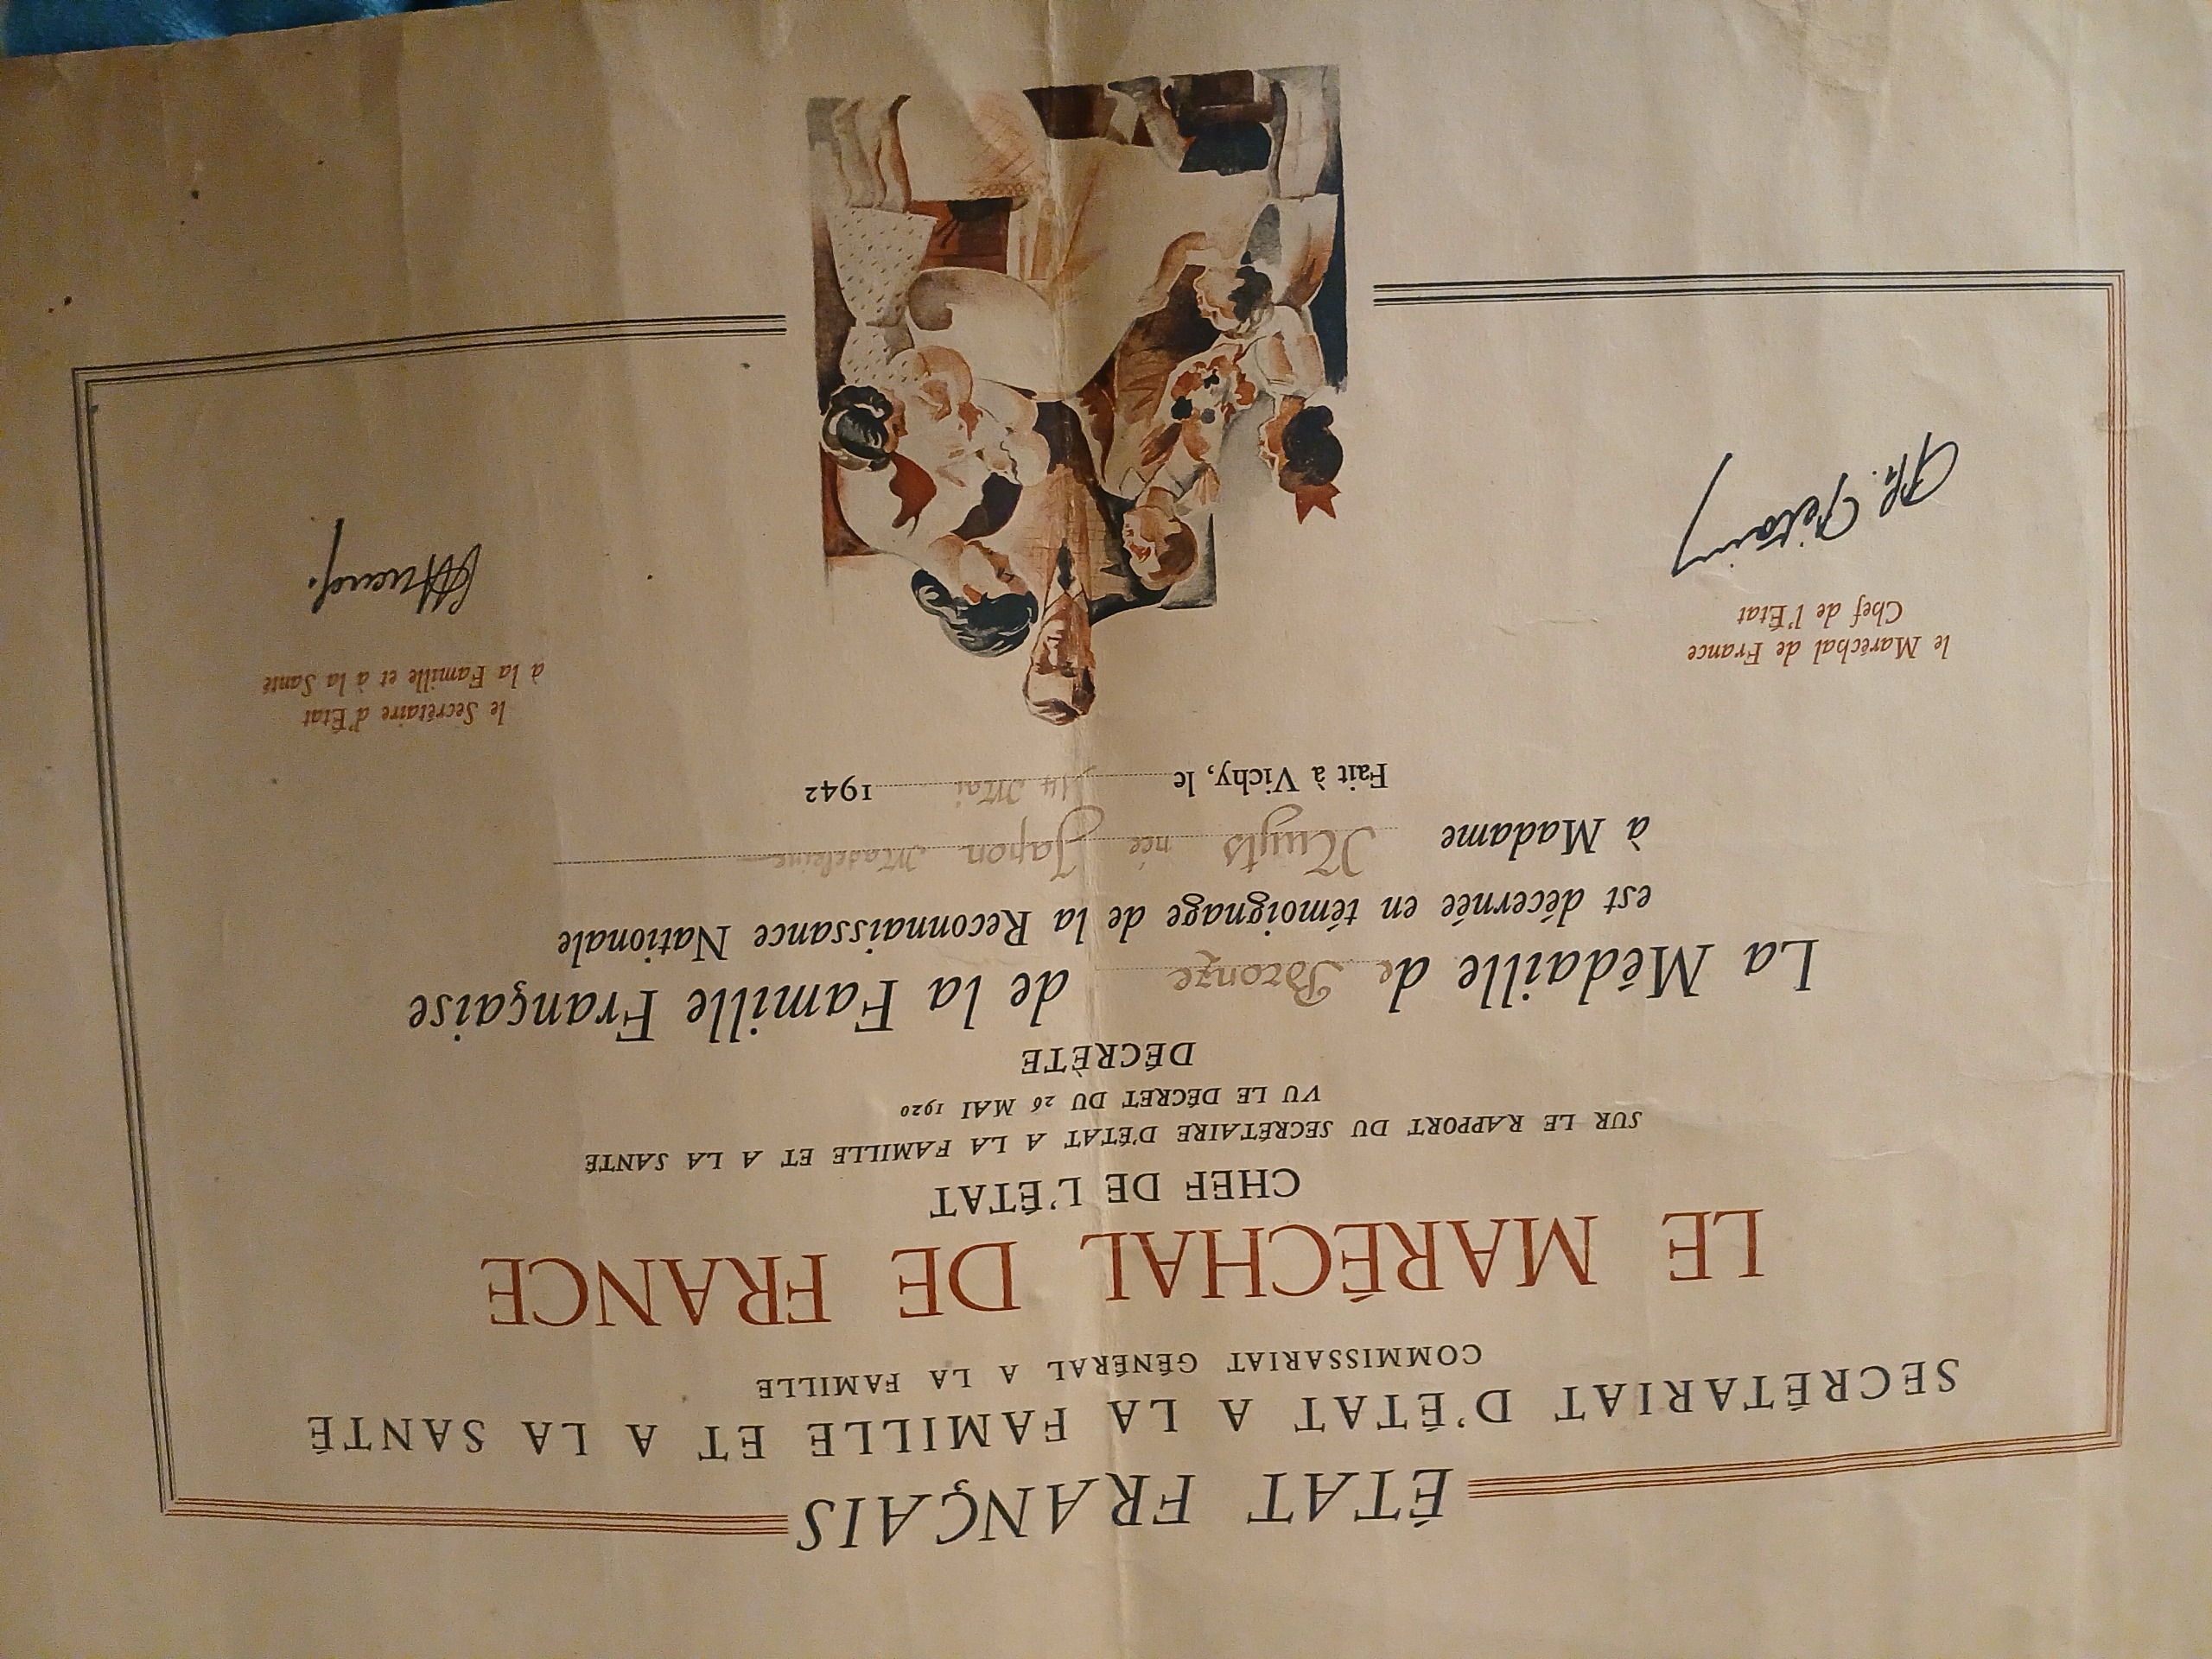 ÉTAT FRANÇAIS
SECRÉTARIAT D'ÉTAT A LA FAMILLE ET A LA SANTÉ
COMMISSARIAT GÉNÉRAL A LA FAMILLE
LE MARÉCHAL DE FRANCE
CHEF DE L'ÉTAT
SUR LE RAPPORT DU SECRÉTAIRE D'ÉTAT A LA FAMILLE ET A LA SANTÉ
VU LE DÉCRET DU 26 MAI 1920
DÉCRÈTE
La Médaille de Bronze de la Famille Française
est décernée en témoignage de la Reconnaissance Nationale
à Madame Nuyts née Japon Madeleine
Fait à Vichy, le 14 Mai 1942
le Maréchal de France
Chef de l'État
Ph. Pétain
le Secrétaire d'État
à la Famille et à la Santé